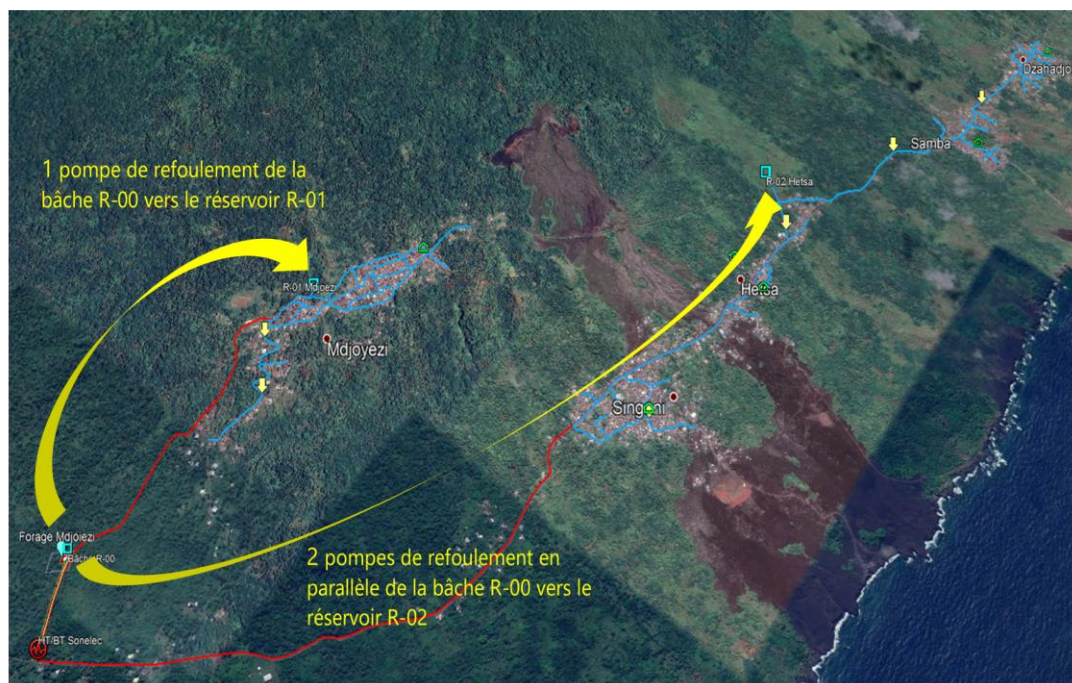 Dzahadjo
Samba
1 pompe de refoulement de la
bâche R-00 vers le réservoir R-01
R-02 Hetsa
R-01 Mdjoezi
Hetsa
Mdjoyezi
Singani
Forage Mdjoiezi
Bâche R-00
2 pompes de refoulement en
parallèle de la bâche R-00 vers le
réservoir R-02
HT/BT Sonelec